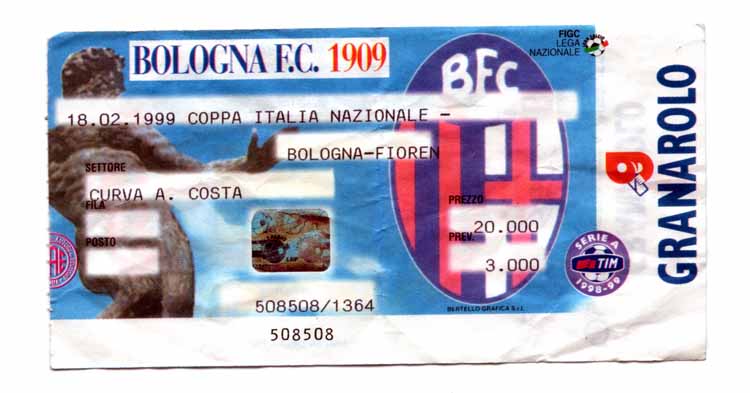 BOLOGNA F.C. 1909
FIGC
LEGA
NAZIONALE
BFC
18.02.1999 COPPA ITALIA NAZIONALE -
BOLOGNA-FIOREN
SETTORE
CURVA A. COSTA
FILA
POSTO
PREZZO
20.000
PREV.
3.000
SERIE A
TIM
1998-99
508508/1364
BERTELLO GRAFICA S.r.l.
508508
GRANAROLO